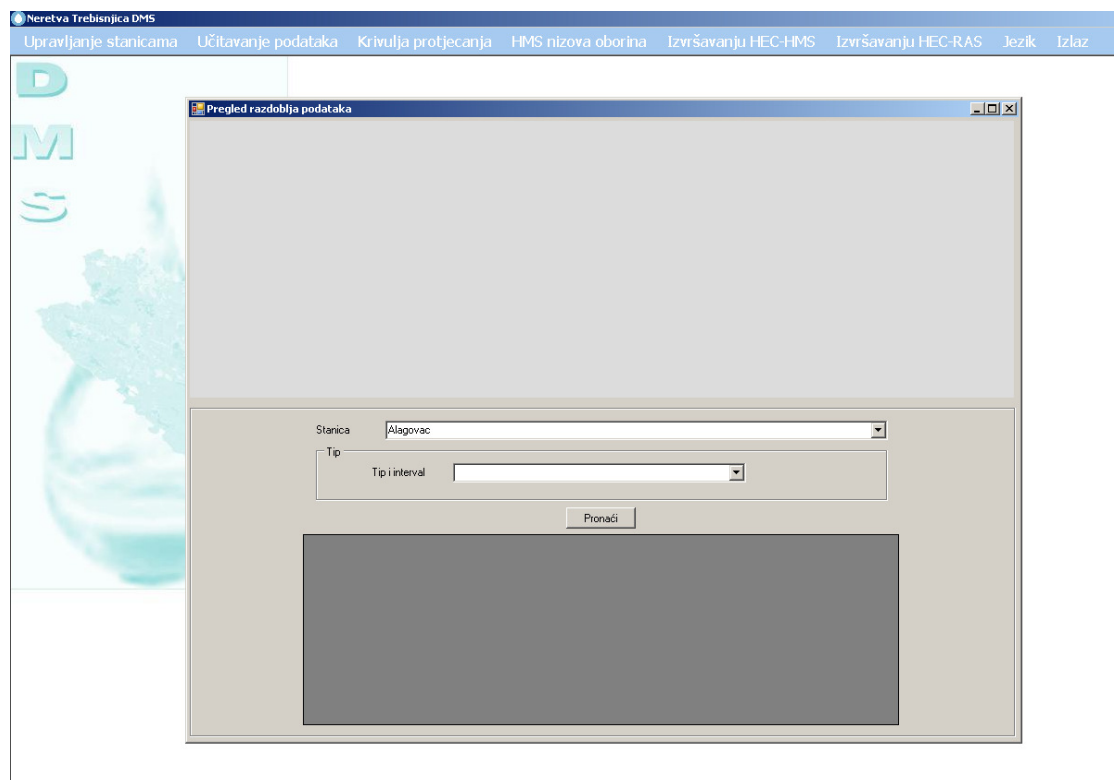 Neretva Trebisnjica DMS
Upravljanje stanicama Učitavanje podataka Krivulja protjecanja HMS nizova oborina Izvršavanju HEC-HMS Izvršavanju HEC-RAS Jezik Izlaz
D
M
S
Pregled razdoblja podataka
Stanica Alagovac
Tip
Tip i interval
Pronaći